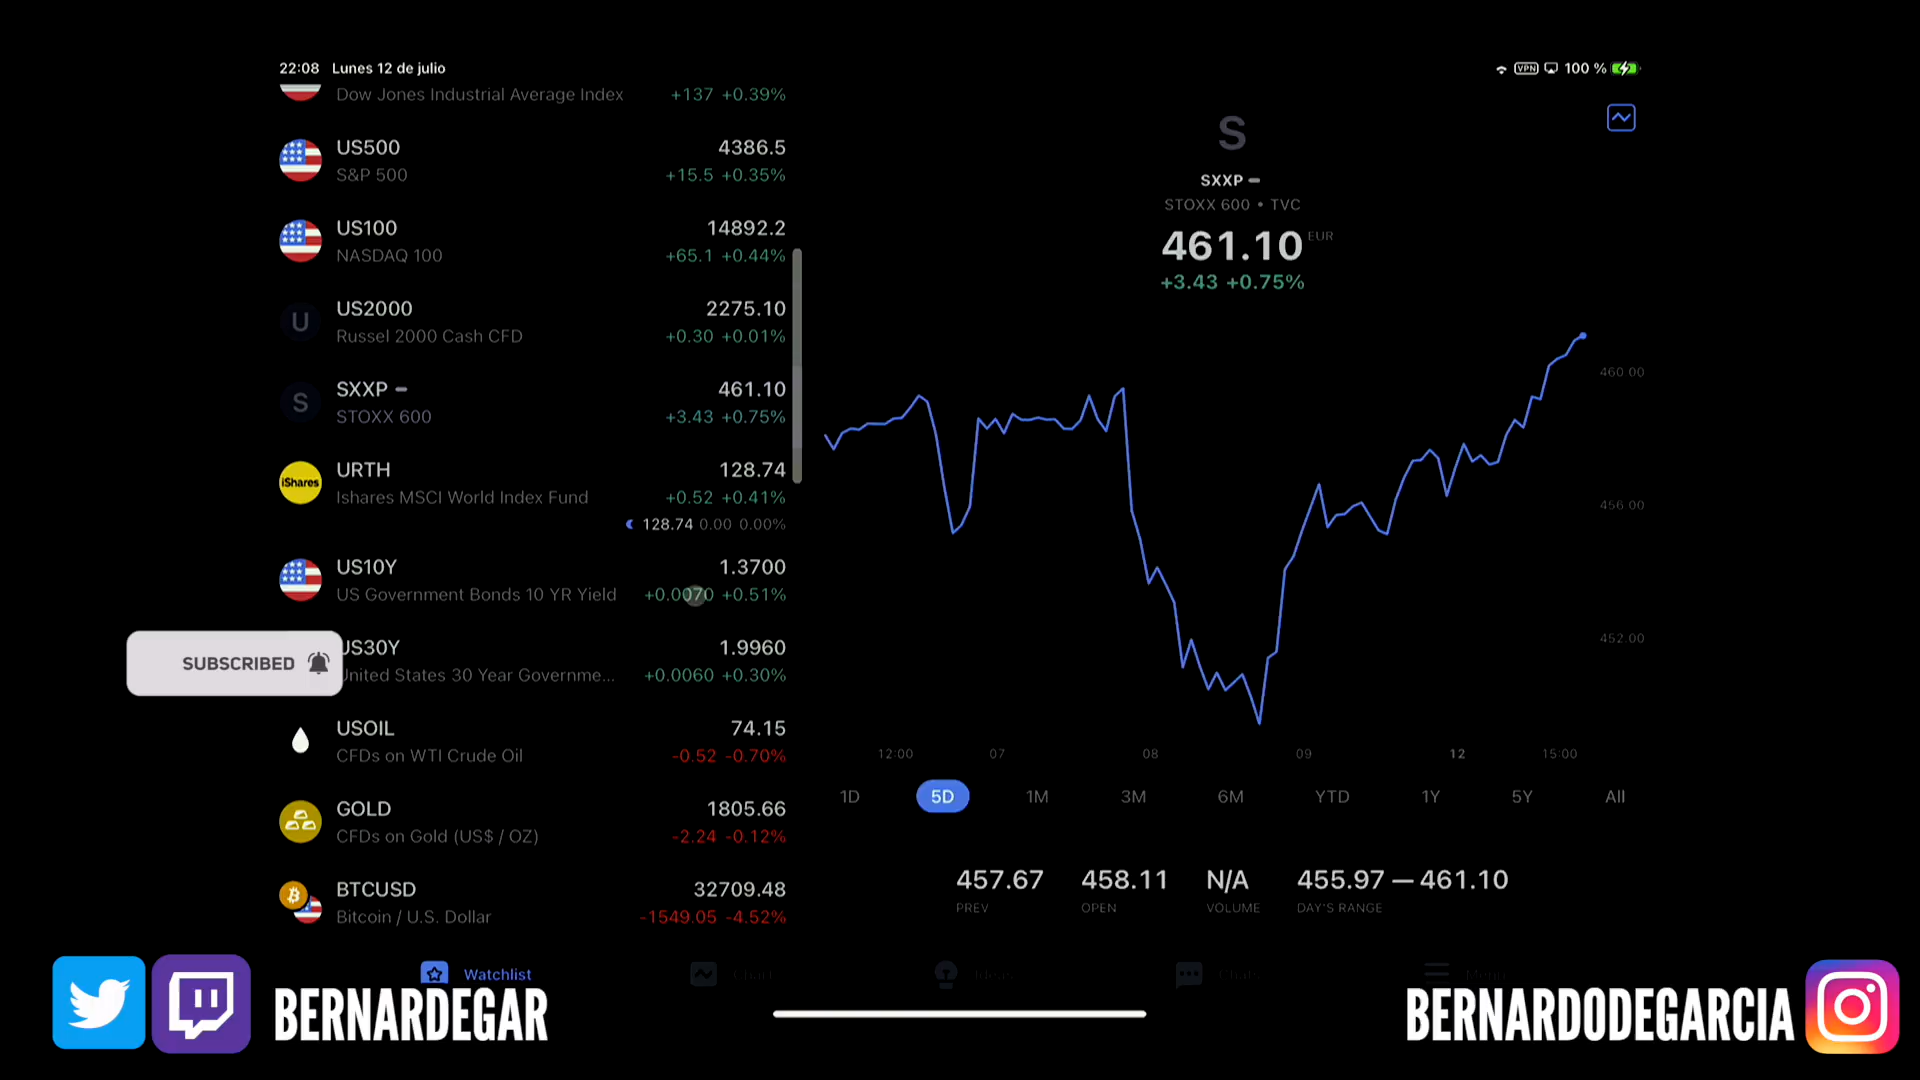 22:08 Lunes 12 de julio
VPN 100 %
Dow Jones Industrial Average Index +137 +0.39%
US500 4386.5
S&P 500 +15.5 +0.35%
US100 14892.2
NASDAQ 100 +65.1 +0.44%
U US2000 2275.10
Russel 2000 Cash CFD +0.30 +0.01%
S SXXP 461.10
STOXX 600 +3.43 +0.75%
iShares URTH 128.74
Ishares MSCI World Index Fund +0.52 +0.41%
128.74 0.00 0.00%
US10Y 1.3700
US Government Bonds 10 YR Yield +0.0070 +0.51%
US30Y 1.9960
United States 30 Year Governme... +0.0060 +0.30%
SUBSCRIBED
USOIL 74.15
CFDs on WTI Crude Oil -0.52 -0.70%
GOLD 1805.66
CFDs on Gold (US$ / OZ) -2.24 -0.12%
BTCUSD 32709.48
Bitcoin / U.S. Dollar -1549.05 -4.52%
S
SXXP
STOXX 600 • TVC
461.10 EUR
+3.43 +0.75%
460.00
456.00
452.00
12:00 07 08 09 12 15:00
1D 5D 1M 3M 6M YTD 1Y 5Y All
457.67 458.11 N/A 455.97 — 461.10
PREV OPEN VOLUME DAY'S RANGE
Watchlist Chart Ideas Chats Menu
BERNARDEGAR
BERNARDODEGARCIA